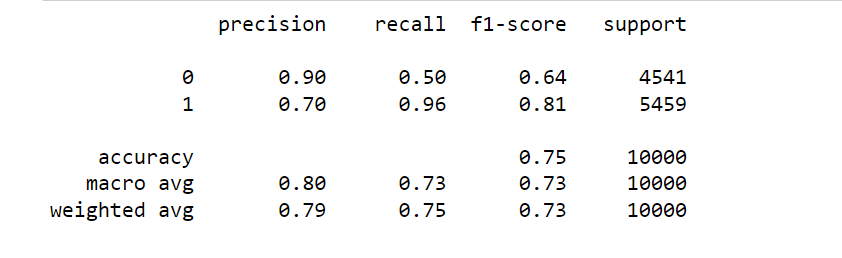 precision recall f1-score support
0 0.90 0.50 0.64 4541
1 0.70 0.96 0.81 5459
accuracy 0.75 10000
macro avg 0.80 0.73 0.73 10000
weighted avg 0.79 0.75 0.73 10000